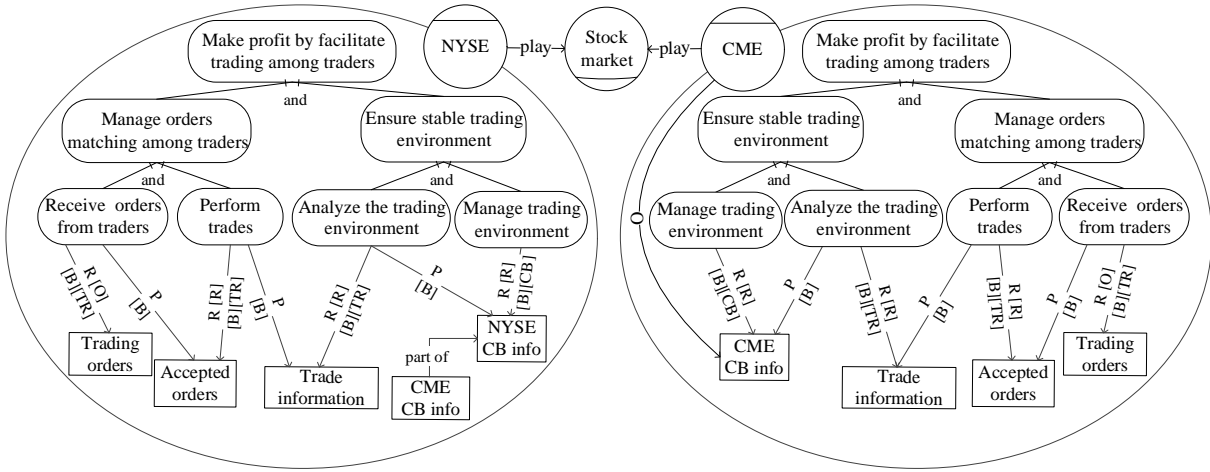 Make profit by facilitate
trading among traders
NYSE
play
Stock
market
play
CME
Make profit by facilitate
trading among traders
and
and
Manage orders
matching among traders
Ensure stable trading
environment
Ensure stable trading
environment
Manage orders
matching among traders
and
and
and
and
Receive orders
from traders
Perform
trades
Analyze the trading
environment
Manage trading
environment
O
Manage trading
environment
Analyze the trading
environment
Perform
trades
Receive orders
from traders
R [O]
[B][TR]
P
[B]
R [R]
[B][TR]
P
[B]
R [R]
[B][TR]
P
[B]
R [R]
[B][CB]
R [R]
[B][CB]
P
[B]
R [R]
[B][TR]
P
[B]
R [R]
[B][TR]
P
[B]
R [O]
[B][TR]
Trading
orders
Accepted
orders
Trade
information
part of
CME
CB info
NYSE
CB info
CME
CB info
Trade
information
Accepted
orders
Trading
orders